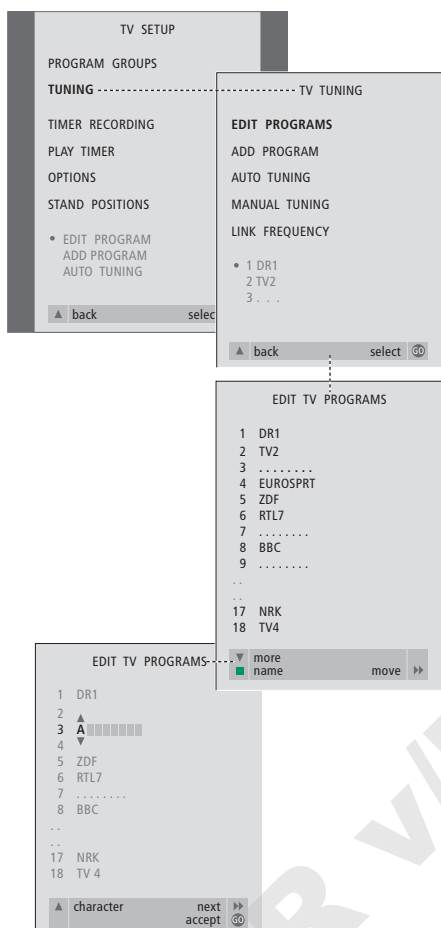 TV SETUP
PROGRAM GROUPS
TUNING
TIMER RECORDING
PLAY TIMER
OPTIONS
STAND POSITIONS
• EDIT PROGRAM
ADD PROGRAM
AUTO TUNING
▲ back selec
TV TUNING
EDIT PROGRAMS
ADD PROGRAM
AUTO TUNING
MANUAL TUNING
LINK FREQUENCY
• 1 DR1
2 TV2
3 . . .
▲ back select GO
EDIT TV PROGRAMS
1 DR1
2 TV2
3 . . . . . . . .
4 EUROSPRT
5 ZDF
6 RTL7
7 . . . . . . . .
8 BBC
9 . . . . . . . .
. .
. .
17 NRK
18 TV4
▼ more
■ name move ▶▶
EDIT TV PROGRAMS
1 DR1
2
3 A
4
5 ZDF
6 RTL7
7 . . . . . . . .
8 BBC
. .
. .
17 NRK
18 TV 4
▲ character next ▶▶
accept GO